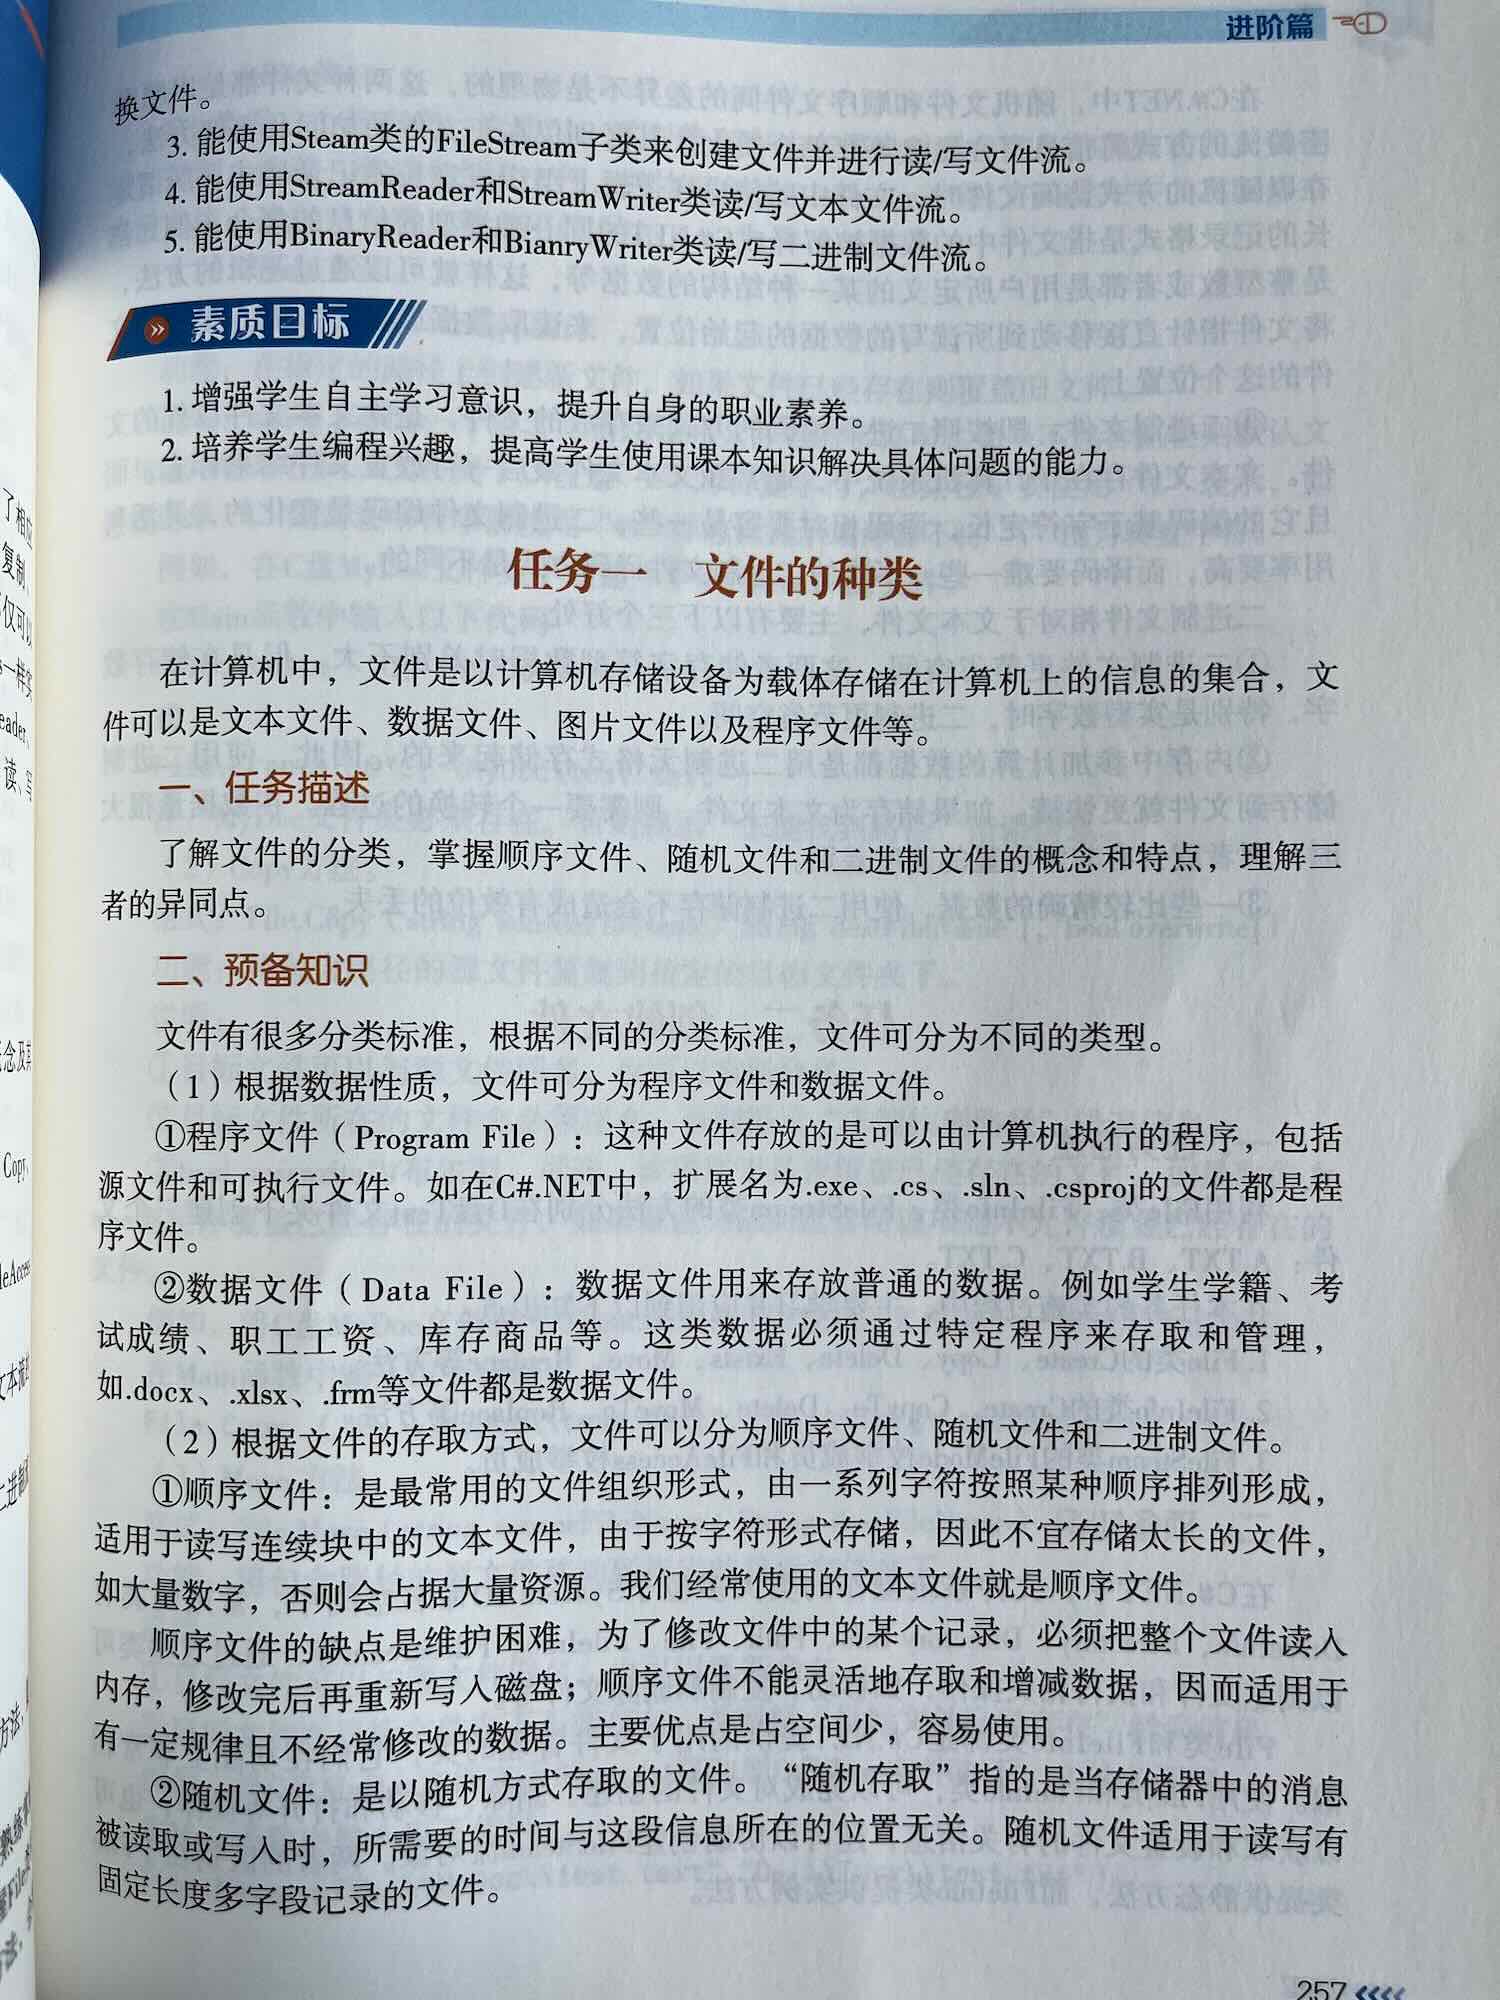 进阶篇
换文件。
3. 能使用Steam类的FileStream子类来创建文件并进行读/写文件流。
4. 能使用StreamReader和StreamWriter类读/写文本文件流。
5. 能使用BinaryReader和BianryWriter类读/写二进制文件流。
素质目标
1. 增强学生自主学习意识，提升自身的职业素养。
2. 培养学生编程兴趣，提高学生使用课本知识解决具体问题的能力。
任务一 文件的种类
在计算机中，文件是以计算机存储设备为载体存储在计算机上的信息的集合，文
件可以是文本文件、数据文件、图片文件以及程序文件等。
一、任务描述
了解文件的分类，掌握顺序文件、随机文件和二进制文件的概念和特点，理解三
者的异同点。
二、预备知识
文件有很多分类标准，根据不同的分类标准，文件可分为不同的类型。
（1）根据数据性质，文件可分为程序文件和数据文件。
①程序文件（Program File）：这种文件存放的是可以由计算机执行的程序，包括
源文件和可执行文件。如在C#.NET中，扩展名为.exe、.cs、.sln、.csproj的文件都是程
序文件。
②数据文件（Data File）：数据文件用来存放普通的数据。例如学生学籍、考
试成绩、职工工资、库存商品等。这类数据必须通过特定程序来存取和管理，
如.docx、.xlsx、.frm等文件都是数据文件。
（2）根据文件的存取方式，文件可以分为顺序文件、随机文件和二进制文件。
①顺序文件：是最常用的文件组织形式，由一系列字符按照某种顺序排列形成，
适用于读写连续块中的文本文件，由于按字符形式存储，因此不宜存储太长的文件，
如大量数字，否则会占据大量资源。我们经常使用的文本文件就是顺序文件。
顺序文件的缺点是维护困难，为了修改文件中的某个记录，必须把整个文件读入
内存，修改完后再重新写入磁盘；顺序文件不能灵活地存取和增减数据，因而适用于
有一定规律且不经常修改的数据。主要优点是占空间少，容易使用。
②随机文件：是以随机方式存取的文件。“随机存取”指的是当存储器中的消息
被读取或写入时，所需要的时间与这段信息所在的位置无关。随机文件适用于读写有
固定长度多字段记录的文件。
257